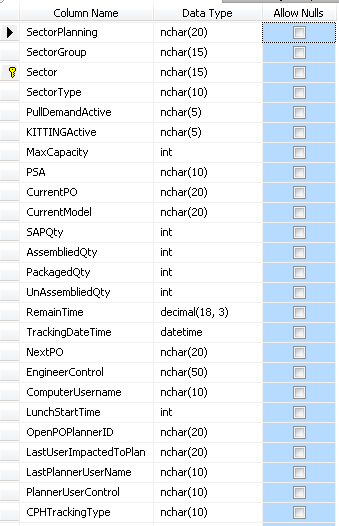 Column Name Data Type Allow Nulls
SectorPlanning nchar(20)
SectorGroup nchar(15)
Sector nchar(15)
SectorType nchar(10)
PullDemandActive nchar(5)
KITTINGActive nchar(5)
MaxCapacity int
PSA nchar(10)
CurrentPO nchar(20)
CurrentModel nchar(20)
SAPQty int
AssembliedQty int
PackagedQty int
UnAssembliedQty int
RemainTime decimal(18, 3)
TrackingDateTime datetime
NextPO nchar(20)
EngineerControl nchar(50)
ComputerUsername nchar(10)
LunchStartTime int
OpenPOPlannerID nchar(20)
LastUserImpactedToPlan nchar(20)
LastPlannerUserName nchar(10)
PlannerUserControl nchar(10)
CPHTrackingType nchar(10)